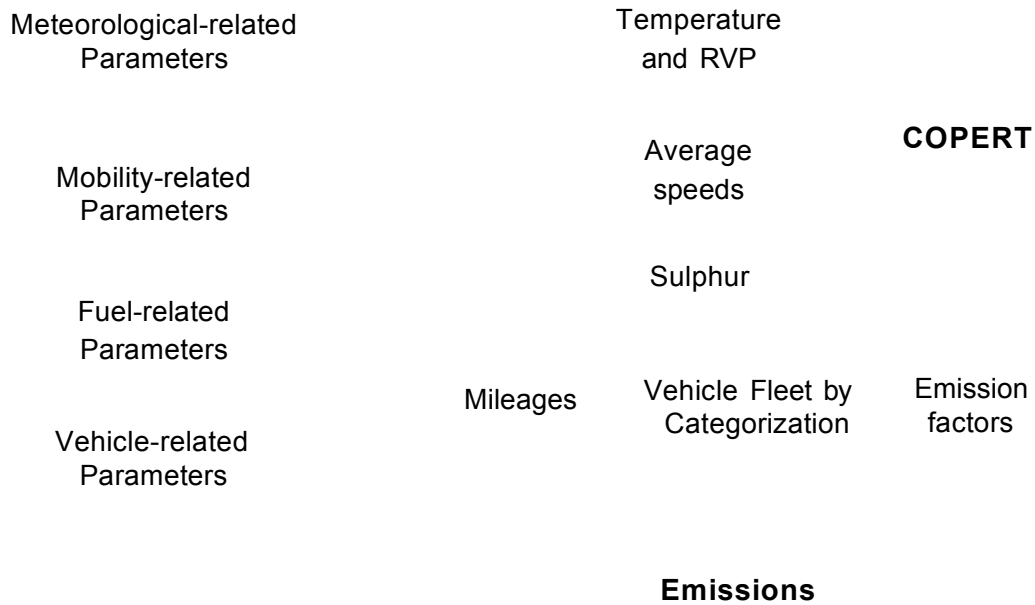 Meteorological-related
Parameters
Temperature
and RVP
COPERT
Mobility-related
Parameters
Average
speeds
Sulphur
Fuel-related
Parameters
Mileages
Vehicle Fleet by
Categorization
Emission
factors
Vehicle-related
Parameters
Emissions